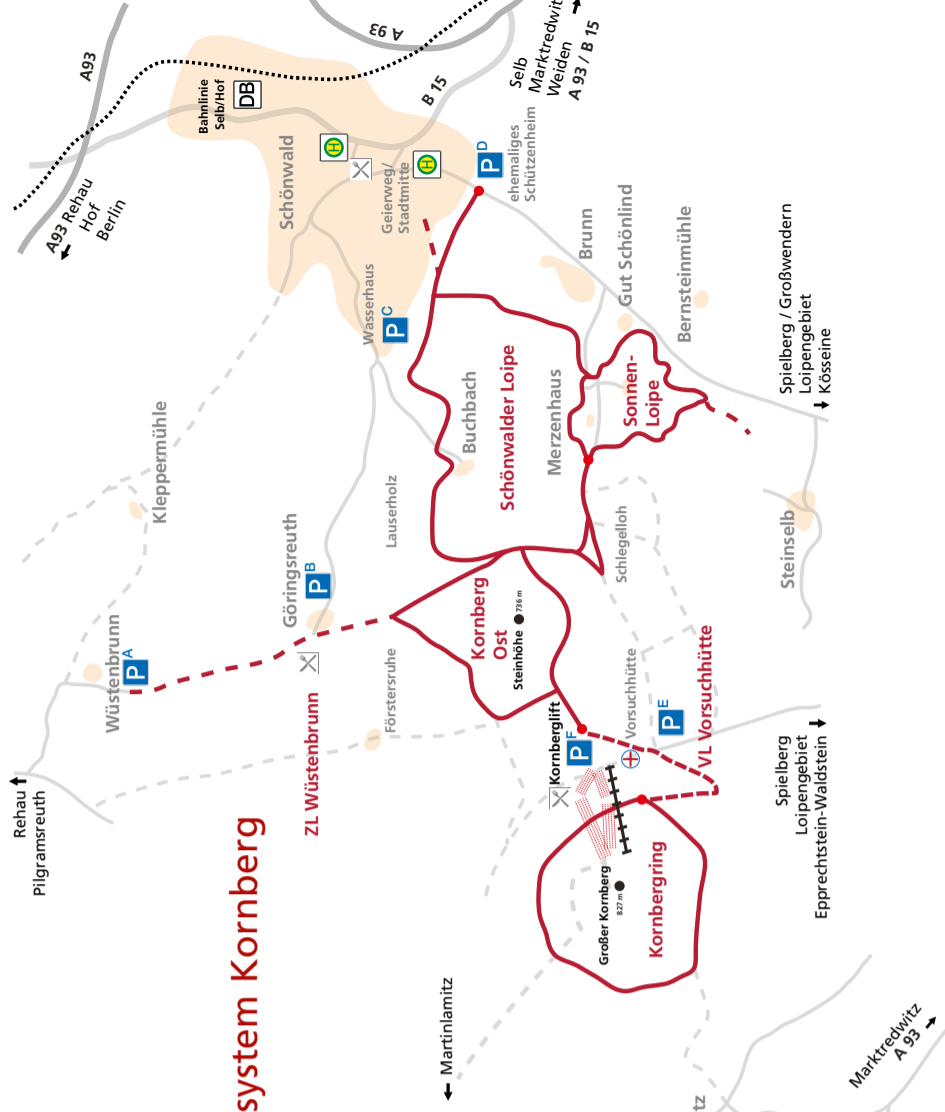 system Kornberg
Rehau
Pilgramsreuth
A93 Rehau
Hof
Berlin
A93
A 93
B 15
Bahnlinie
Selb/Hof
DB
Selb
Marktredwitz
Weiden
A 93 / B 15
Schönwald
H
Geierweg/
Stadtmitte
H
P D
ehemaliges
Schützenheim
Wasserhaus
P C
Brunn
Gut Schönlind
Bernsteinmühle
Kleppermühle
Buchbach
Schönwalder Loipe
Merzenhaus
Sonnen-
Loipe
Spielberg / Großwendern
Loipengebiet
Kösseine
Göringsreuth
P B
Lauserholz
Schlegelloh
Steinselb
Wüstenbrunn
P A
ZL Wüstenbrunn
Förstersruhe
Kornberg
Ost
Steinhöhe
736 m
Kornberglift
P F
Vorsuchhütte
P E
VL Vorsuchhütte
Spielberg
Loipengebiet
Epprechtstein-Waldstein
Großer Kornberg
827 m
Kornbergring
Martinlamitz
Marktredwitz
A 93
tz